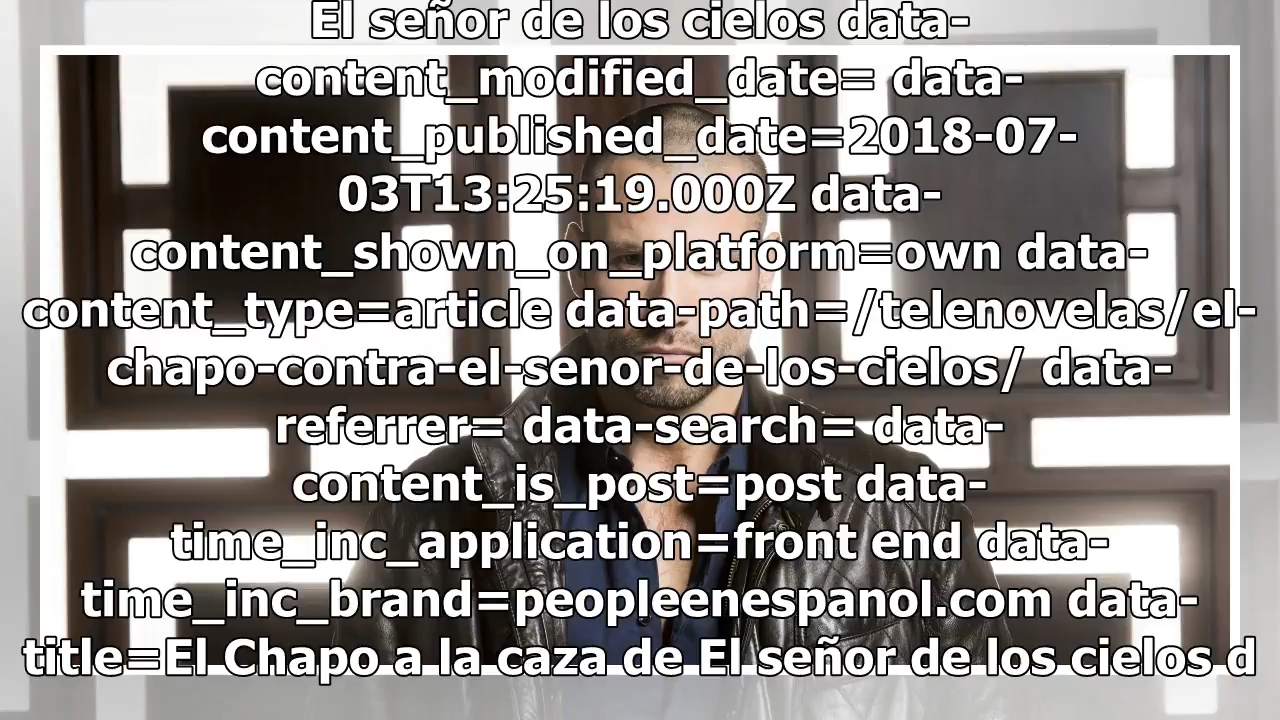 El señor de los cielos data-
content_modified_date= data-
content_published_date=2018-07-
03T13:25:19.000Z data-
content_shown_on_platform=own data-
content_type=article data-path=/telenovelas/el-
chapo-contra-el-senor-de-los-cielos/ data-
referrer= data-search= data-
content_is_post=post data-
time_inc_application=front end data-
time_inc_brand=peopleenespanol.com data-
title=El Chapo a la caza de El señor de los cielos d